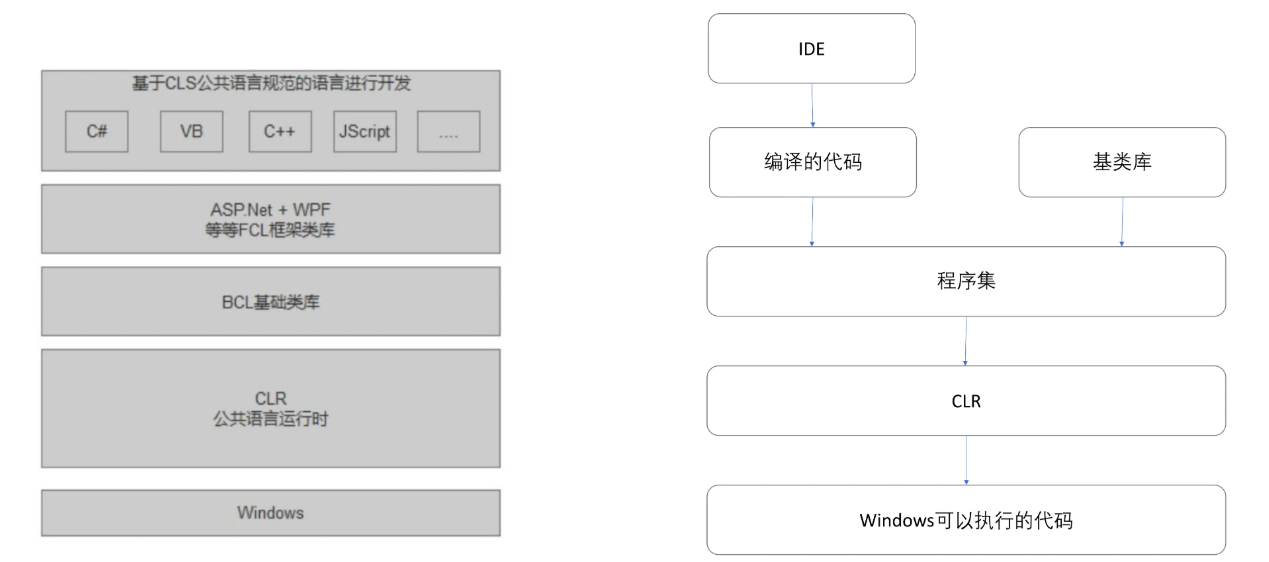 基于CLS公共语言规范的语言进行开发
C#
VB
C++
JScript
....
ASP.Net + WPF
等等FCL框架类库
BCL基础类库
CLR
公共语言运行时
Windows
IDE
编译的代码
基类库
程序集
CLR
Windows可以执行的代码